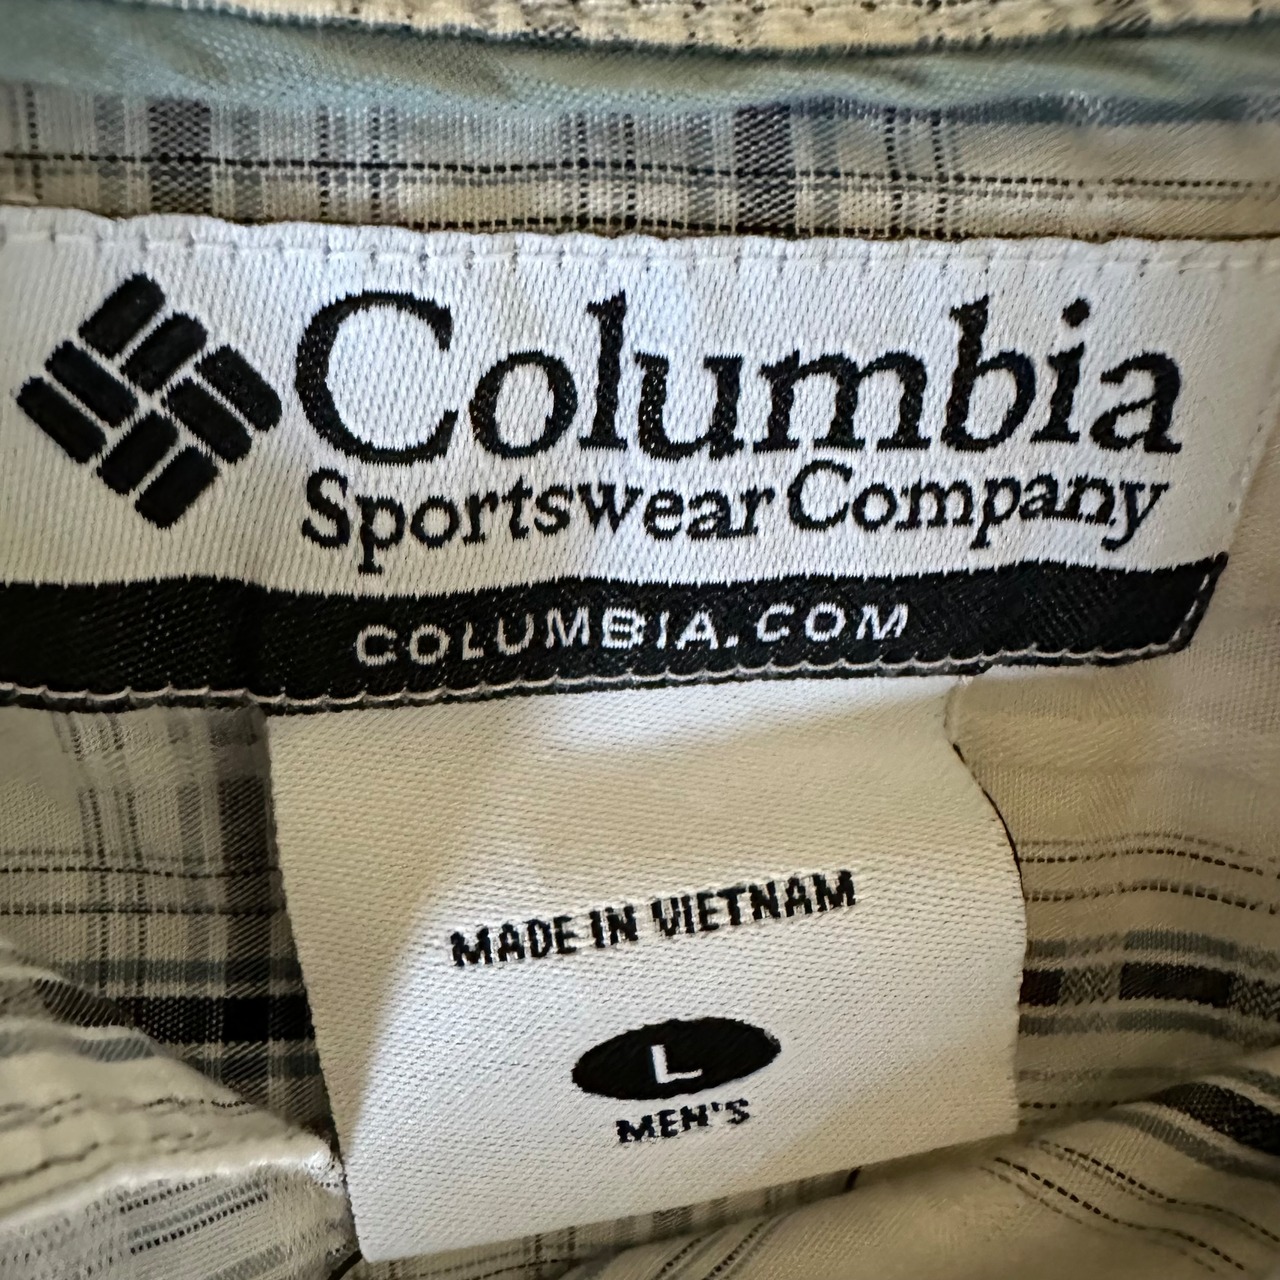 Columbia
Sportswear Company
COLUMBIA.COM
MADE IN VIETNAM
L
MEN'S